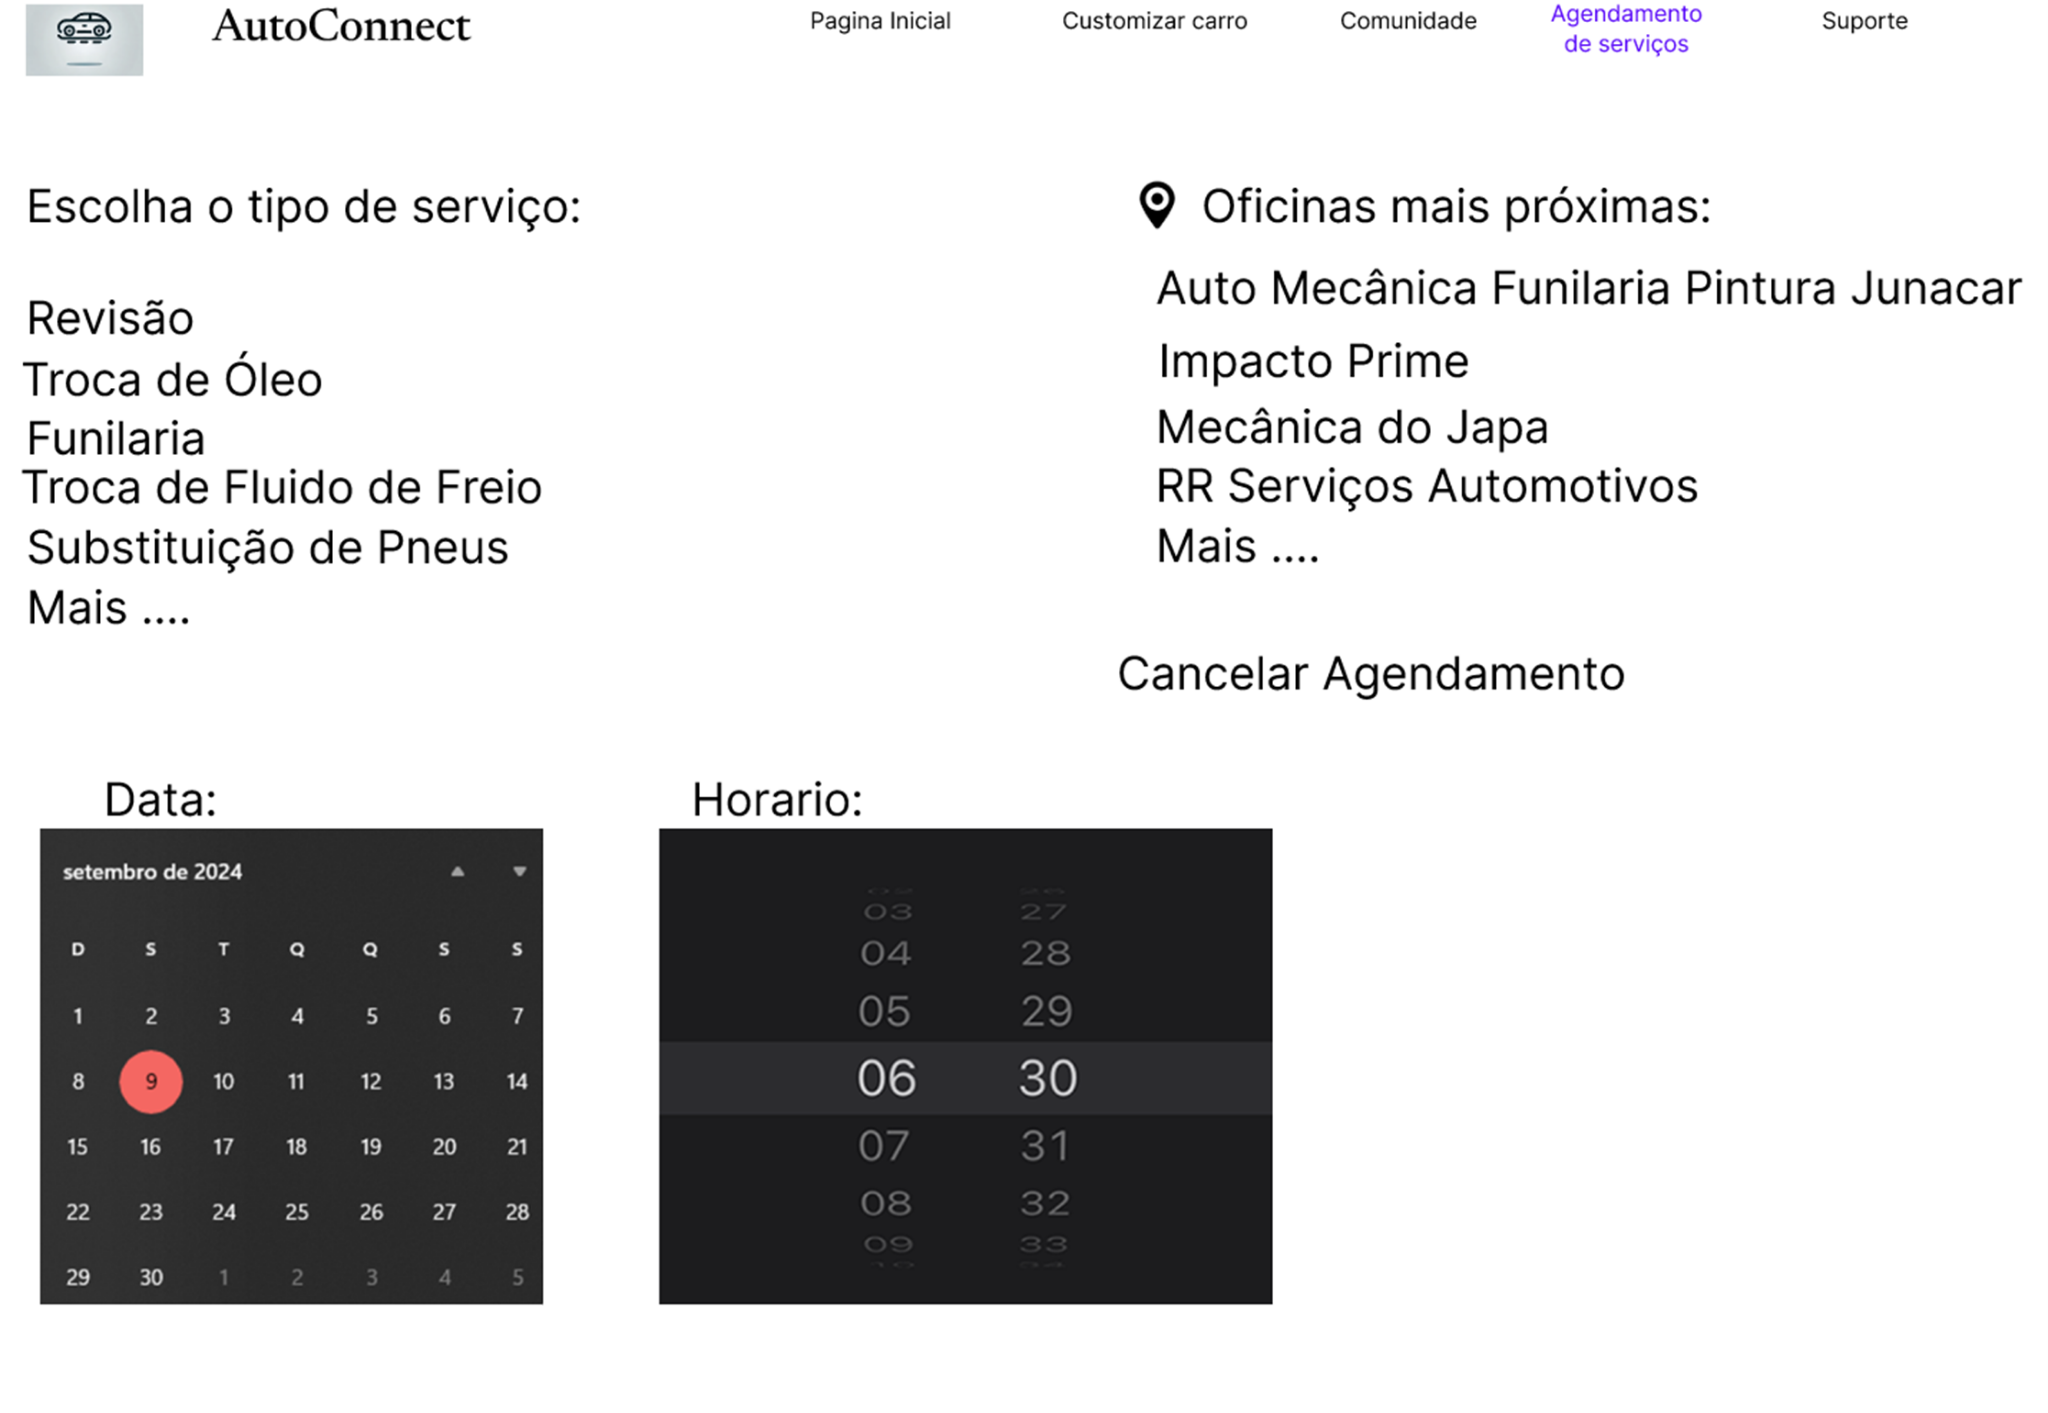 AutoConnect
Pagina Inicial
Customizar carro
Comunidade
Agendamento
de serviços
Suporte
Escolha o tipo de serviço:
Revisão
Troca de Óleo
Funilaria
Troca de Fluido de Freio
Substituição de Pneus
Mais ....
Oficinas mais próximas:
Auto Mecânica Funilaria Pintura Junacar
Impacto Prime
Mecânica do Japa
RR Serviços Automotivos
Mais ....
Cancelar Agendamento
Data:
setembro de 2024
D S T Q Q S S
1 2 3 4 5 6 7
8 9 10 11 12 13 14
15 16 17 18 19 20 21
22 23 24 25 26 27 28
29 30 1 2 3 4 5
Horario:
03 27
04 28
05 29
06 30
07 31
08 32
09 33